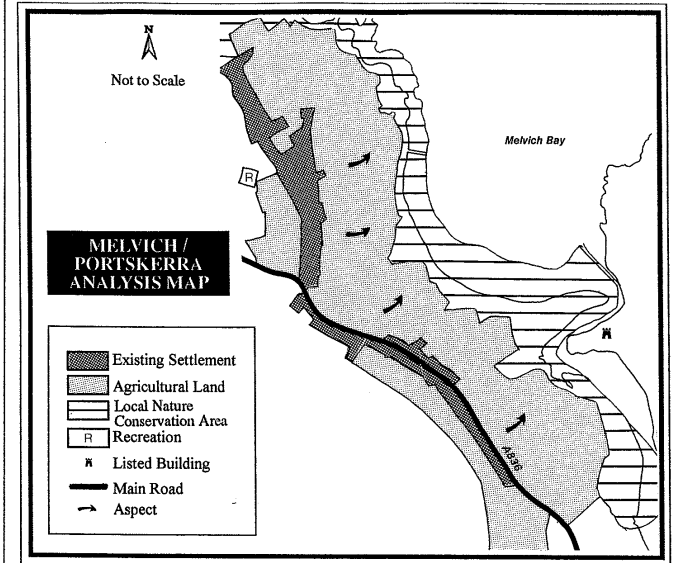 N
Not to Scale
Melvich Bay
R
MELVICH /
PORTSKERRA
ANALYSIS MAP
Existing Settlement
Agricultural Land
Local Nature
Conservation Area
R Recreation
Listed Building
Main Road
Aspect
A836